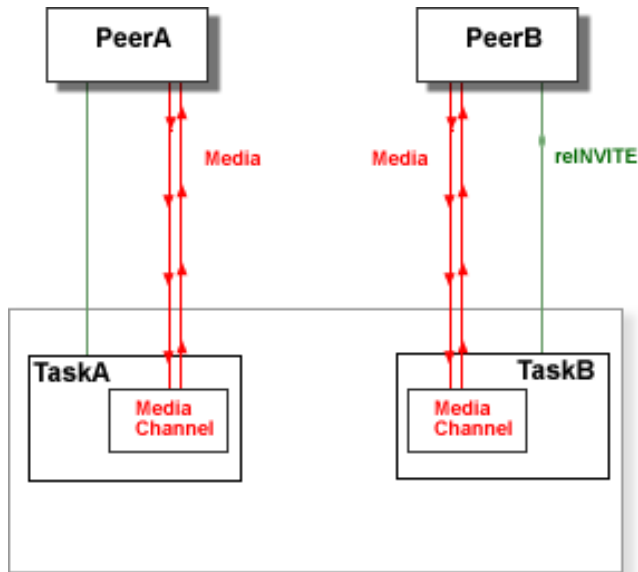 PeerA
PeerB
Media
Media
reINVITE
TaskA
TaskB
Media
Channel
Media
Channel